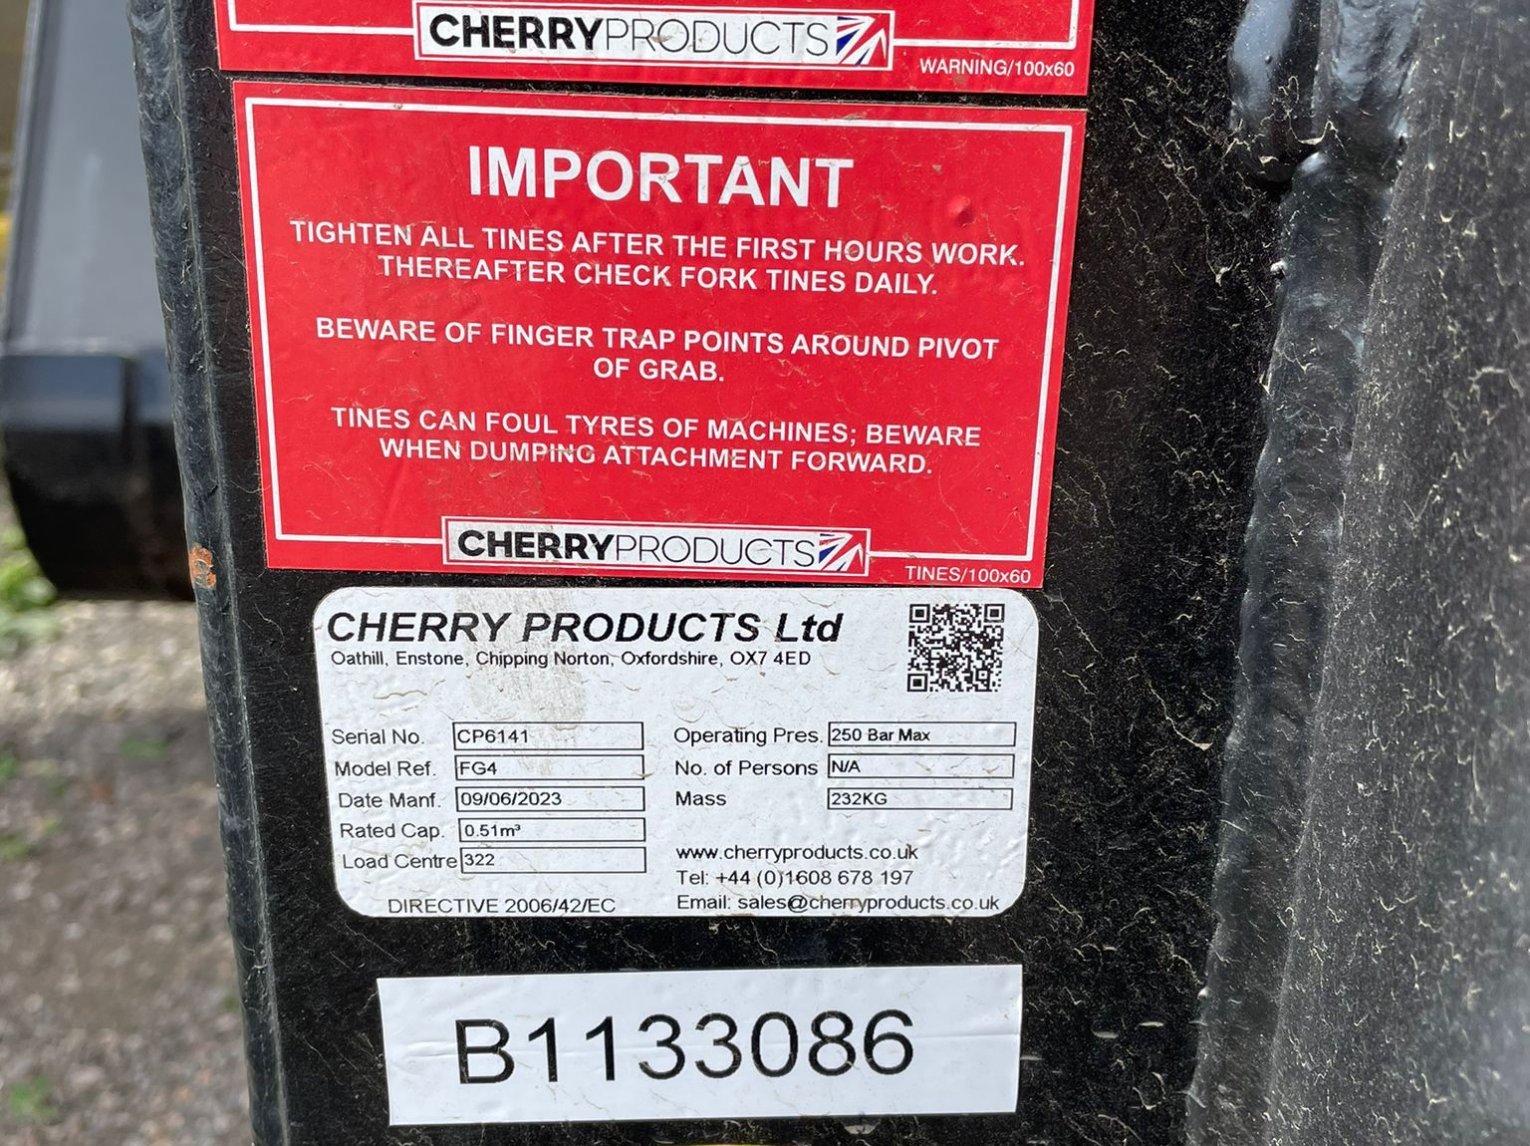 CHERRYPRODUCTS
WARNING/100x60
IMPORTANT
TIGHTEN ALL TINES AFTER THE FIRST HOURS WORK.
THEREAFTER CHECK FORK TINES DAILY.
BEWARE OF FINGER TRAP POINTS AROUND PIVOT
OF GRAB.
TINES CAN FOUL TYRES OF MACHINES; BEWARE
WHEN DUMPING ATTACHMENT FORWARD.
CHERRYPRODUCTS
TINES/100x60
CHERRY PRODUCTS Ltd
Oathill, Enstone, Chipping Norton, Oxfordshire, OX7 4ED
Serial No. CP6141
Model Ref. FG4
Date Manf. 09/06/2023
Rated Cap. 0.51m³
Load Centre 322
DIRECTIVE 2006/42/EC
Operating Pres. 250 Bar Max
No. of Persons N/A
Mass 232KG
www.cherryproducts.co.uk
Tel: +44 (0)1608 678 197
Email: sales@cherryproducts.co.uk
B1133086